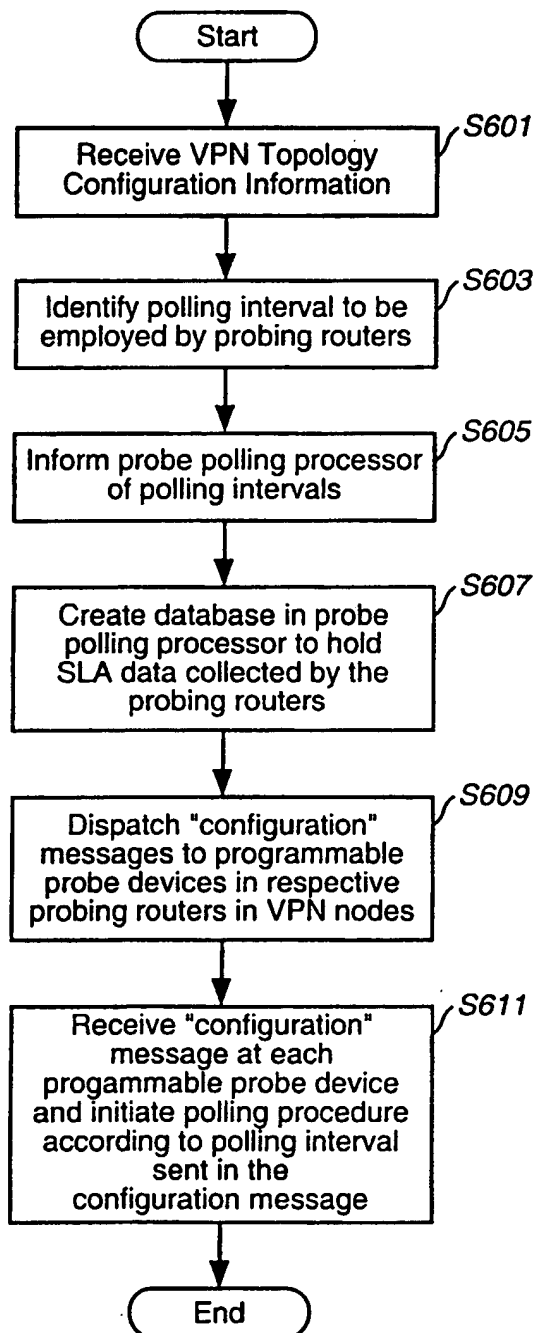 Start
S601
Receive VPN Topology
Configuration Information
S603
Identify polling interval to be
employed by probing routers
S605
Inform probe polling processor
of polling intervals
S607
Create database in probe
polling processor to hold
SLA data collected by the
probing routers
S609
Dispatch "configuration"
messages to programmable
probe devices in respective
probing routers in VPN nodes
S611
Receive "configuration"
message at each
progammable probe device
and initiate polling procedure
according to polling interval
sent in the
configuration message
End